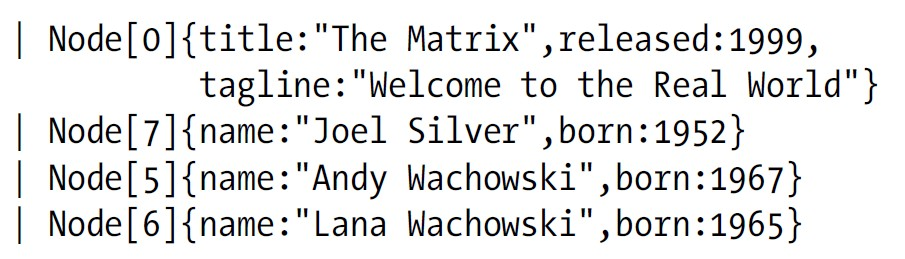 | Node[0]{title:"The Matrix",released:1999,
tagline:"Welcome to the Real World"}
| Node[7]{name:"Joel Silver",born:1952}
| Node[5]{name:"Andy Wachowski",born:1967}
| Node[6]{name:"Lana Wachowski",born:1965}